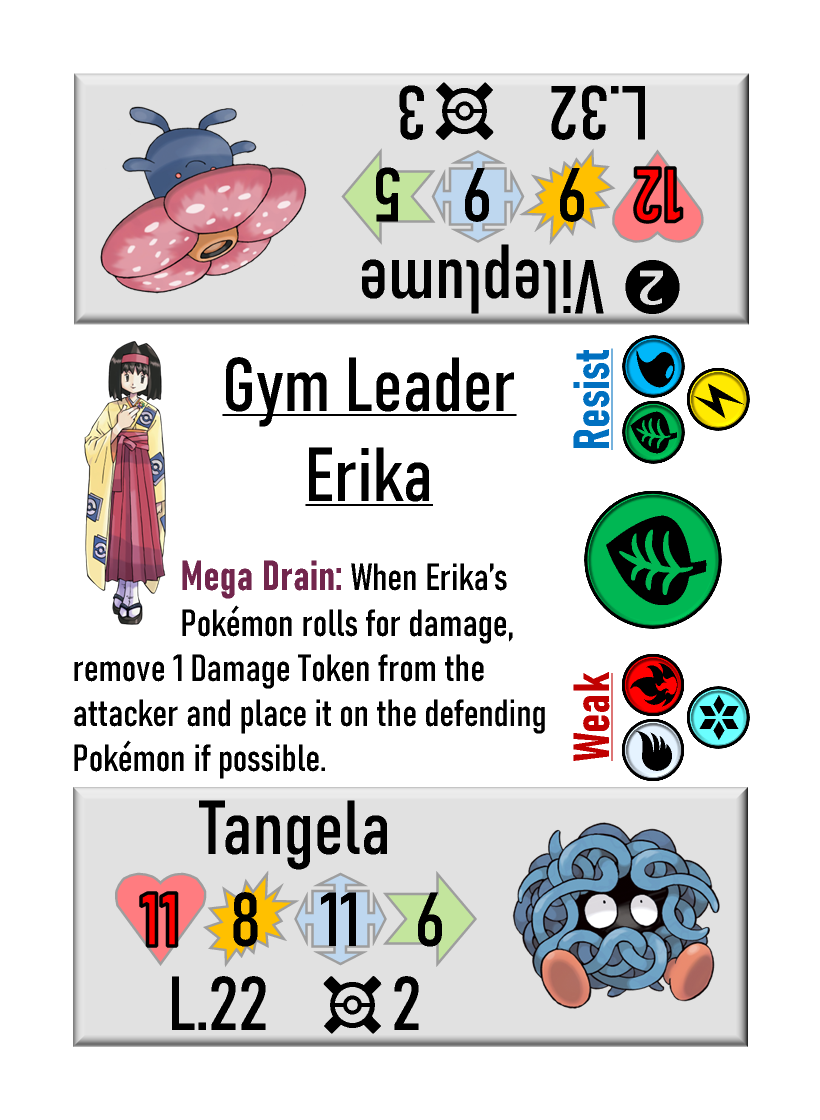 ❷ Vileplume
12 9 9 5
L.32 3
Gym Leader
Erika
Resist
Mega Drain: When Erika’s
Pokémon rolls for damage,
remove 1 Damage Token from the
attacker and place it on the defending
Pokémon if possible.
Weak
Tangela
11 8 11 6
L.22 2